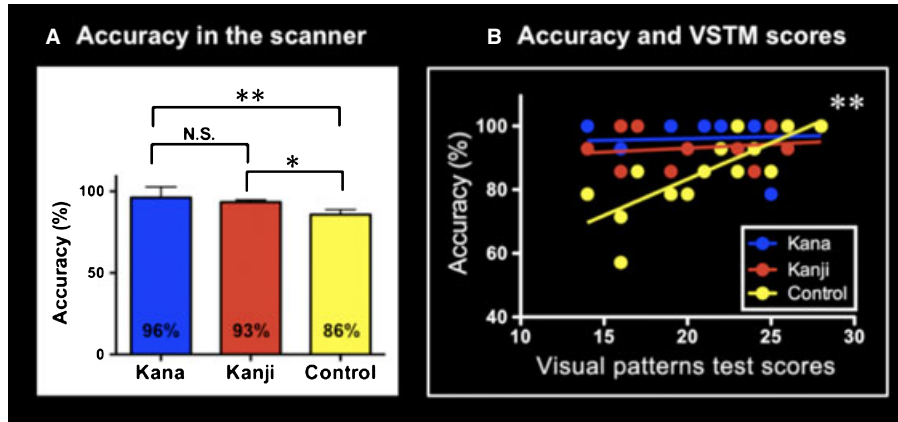 A Accuracy in the scanner
**
N.S.
*
Accuracy (%)
100
50
0
96%
93%
86%
Kana
Kanji
Control
B Accuracy and VSTM scores
**
Accuracy (%)
100
80
60
40
Kana
Kanji
Control
10
15
20
25
30
Visual patterns test scores